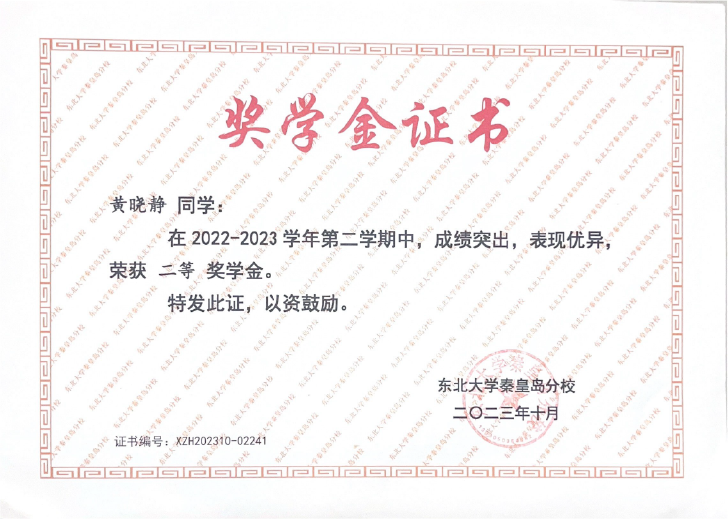 奖学金证书
黄晓静 同学：
在 2022-2023 学年第二学期中，成绩突出，表现优异，
荣获 二等 奖学金。
特发此证，以资鼓励。
东北大学秦皇岛分校
二〇二三年十月
证书编号：XZH202310-02241